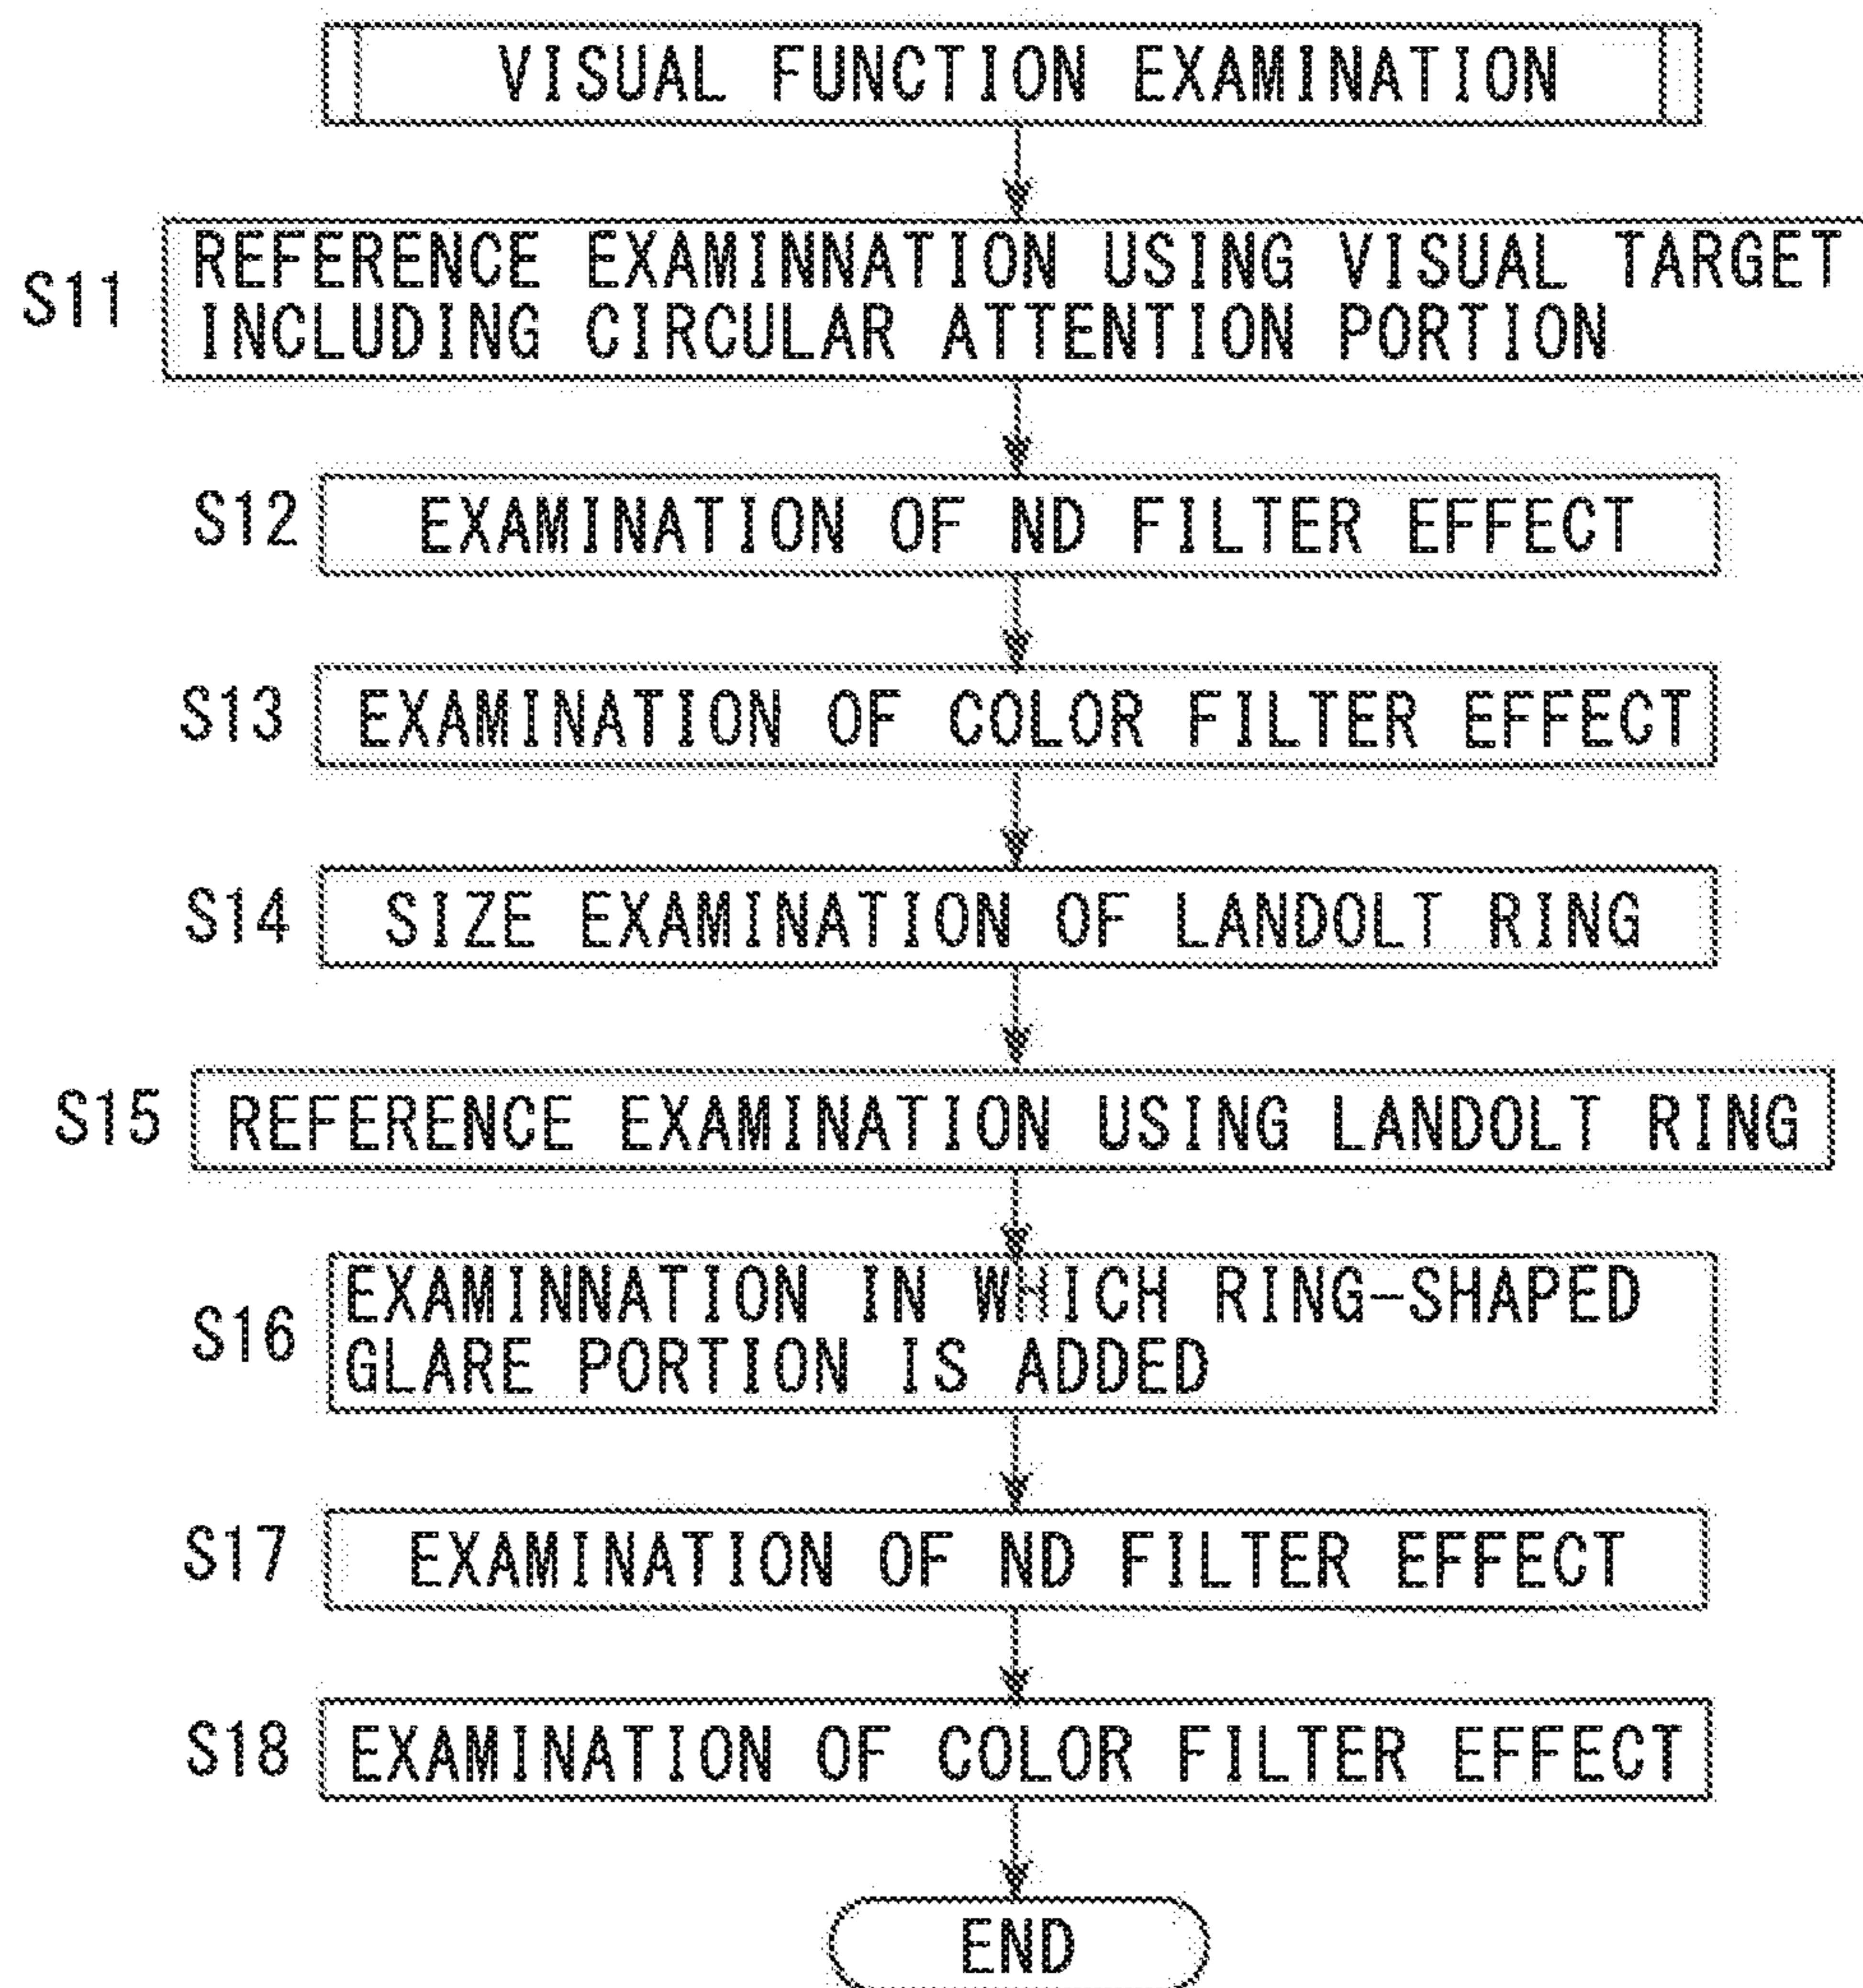 VISUAL FUNCTION EXAMINATION
S11
REFERENCE EXAMINNATION USING VISUAL TARGET
INCLUDING CIRCULAR ATTENTION PORTION
S12
EXAMINATION OF ND FILTER EFFECT
S13
EXAMINATION OF COLOR FILTER EFFECT
S14
SIZE EXAMINATION OF LANDOLT RING
S15
REFERENCE EXAMINATION USING LANDOLT RING
S16
EXAMINNATION IN WHICH RING-SHAPED
GLARE PORTION IS ADDED
S17
EXAMINATION OF ND FILTER EFFECT
S18
EXAMINATION OF COLOR FILTER EFFECT
END